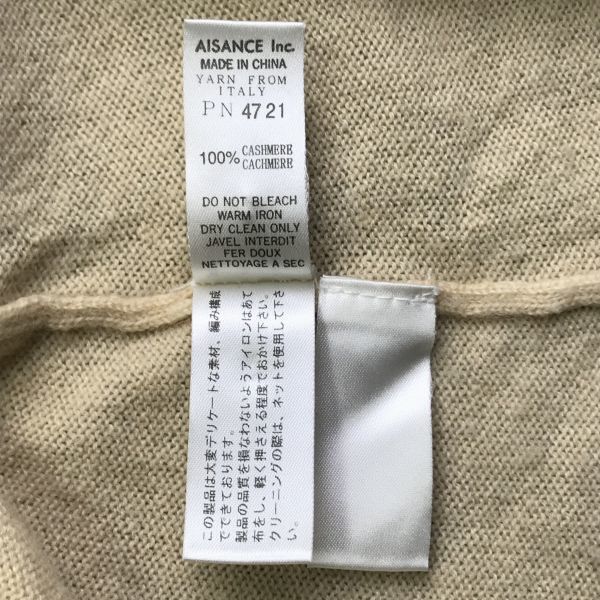 AISANCE Inc.
MADE IN CHINA
YARN FROM
ITALY
PN 4721
100% CASHMERE
CACHMERE
DO NOT BLEACH
WARM IRON
DRY CLEAN ONLY
JAVEL INTERDIT
FER DOUX
NETTOYAGE A SEC
この製品は大変デリケートな素材、編み構成
でできております。
製品の品質を損なわないようアイロンはあて
布をし、軽く押さえる程度でおかけ下さい。
クリーニングの際は、ネットを使用して下さ
い。